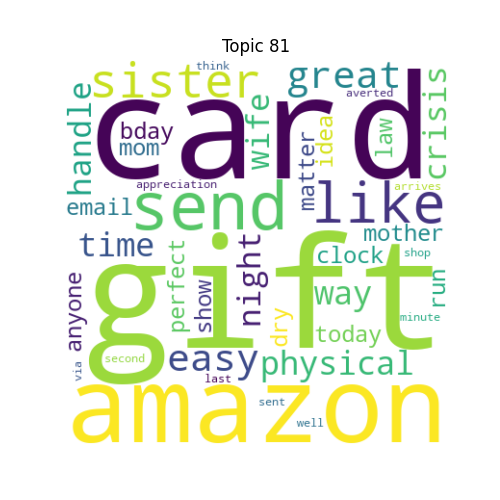 Topic 81
think
sister
great
averted
card
handle
bday
mom
wife
idea
matter
law
crisis
appreciation
arrives
email
send
like
mother
time
clock
night
shop
anyone
perfect
show
way
run
gift
dry
minute
today
second
easy
physical
via
last
amazon
sent
well